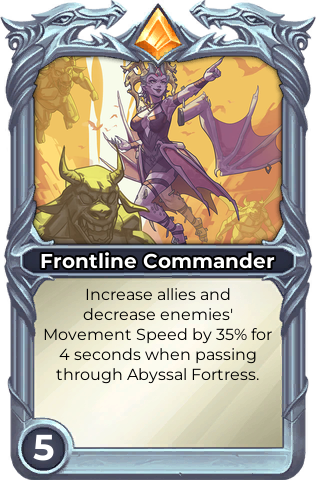 Frontline Commander
Increase allies and
decrease enemies'
Movement Speed by 35% for
4 seconds when passing
through Abyssal Fortress.
5